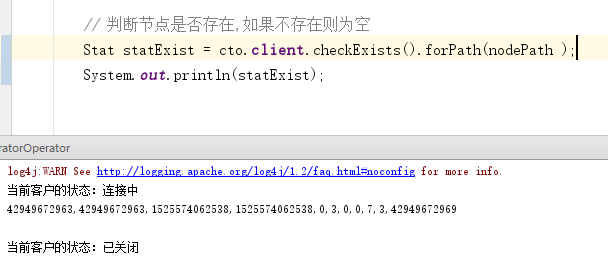 // 判断节点是否存在,如果不存在则为空
Stat statExist = cto.client.checkExists().forPath(nodePath );
System.out.println(statExist);
ratorOperator
log4j:WARN See http://logging.apache.org/log4j/1.2/faq.html#noconfig for more info.
当前客户的状态：连接中
42949672963,42949672963,1525574062538,1525574062538,0,3,0,0,7,3,42949672969
当前客户的状态：已关闭